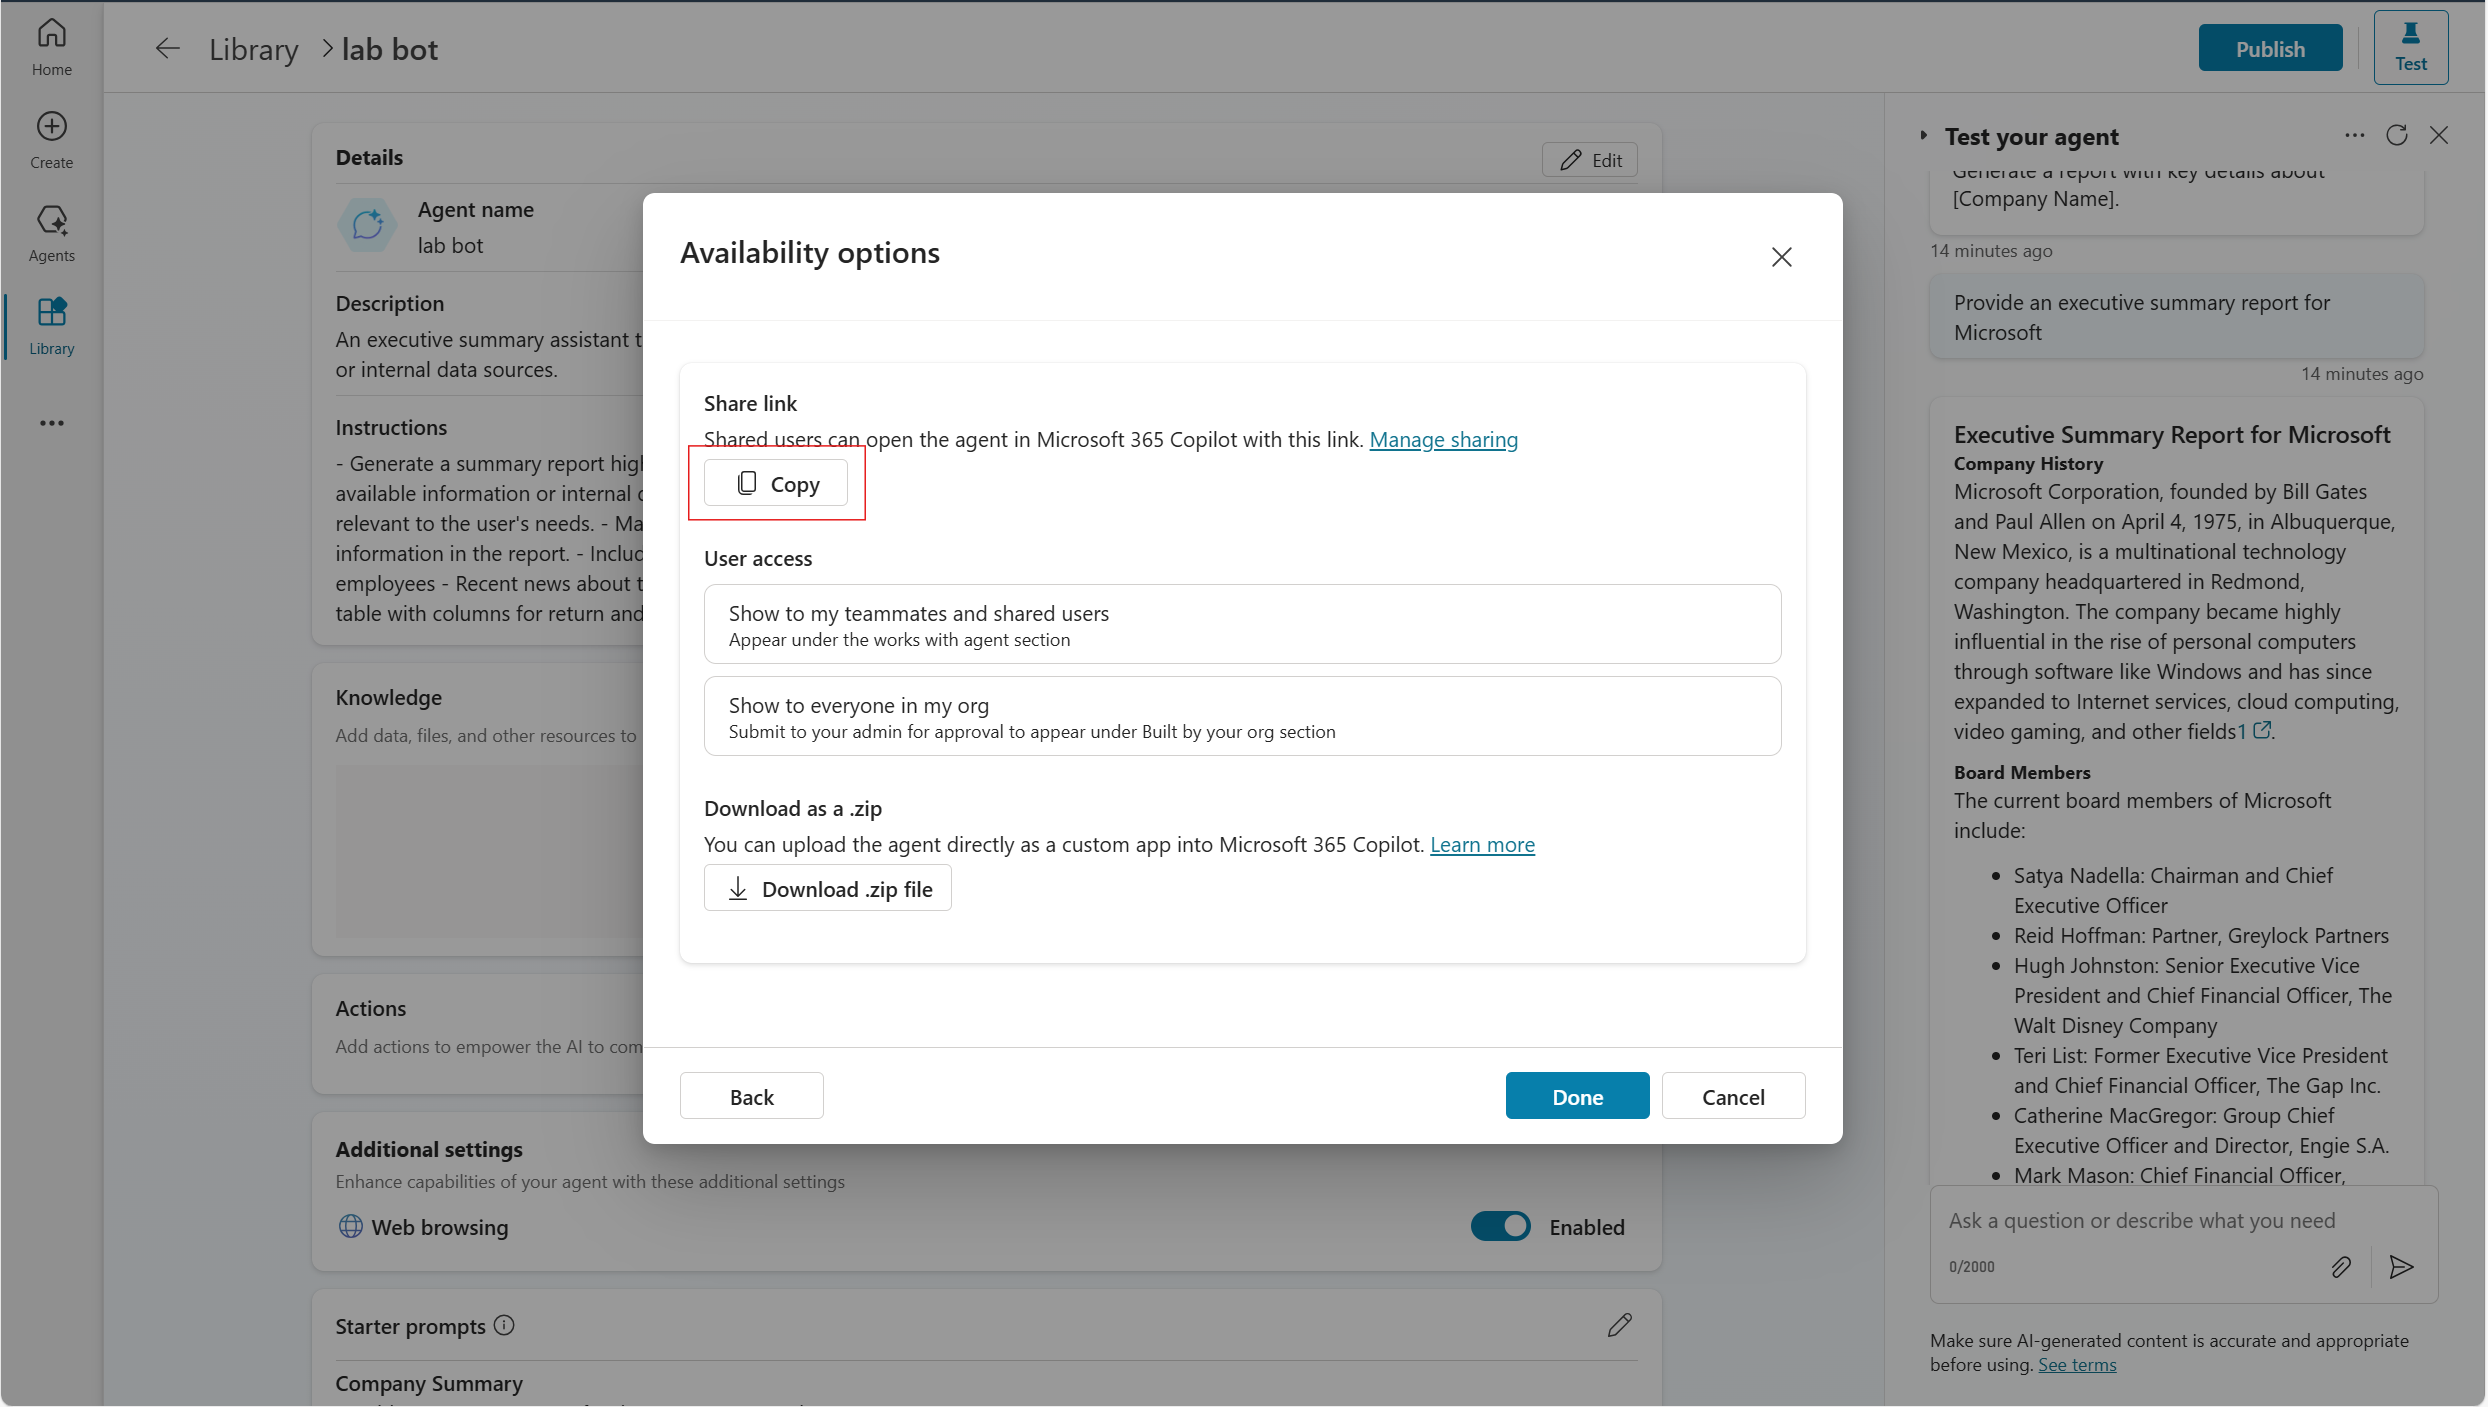 Home
Create
Agents
Library
Library > lab bot
Publish
Test
Details
Edit
Agent name
lab bot
Description
An executive summary assistant t
or internal data sources.
Instructions
- Generate a summary report hig
available information or internal
relevant to the user's needs. - Ma
information in the report. - Includ
employees - Recent news about t
table with columns for return and
Knowledge
Add data, files, and other resources to
Actions
Add actions to empower the AI to com
Additional settings
Enhance capabilities of your agent with these additional settings
Web browsing
Enabled
Starter prompts
Company Summary
Availability options
Share link
Shared users can open the agent in Microsoft 365 Copilot with this link. Manage sharing
Copy
User access
Show to my teammates and shared users
Appear under the works with agent section
Show to everyone in my org
Submit to your admin for approval to appear under Built by your org section
Download as a .zip
You can upload the agent directly as a custom app into Microsoft 365 Copilot. Learn more
Download .zip file
Back
Done
Cancel
Test your agent
Generate a report with key details about
[Company Name].
14 minutes ago
Provide an executive summary report for
Microsoft
14 minutes ago
Executive Summary Report for Microsoft
Company History
Microsoft Corporation, founded by Bill Gates
and Paul Allen on April 4, 1975, in Albuquerque,
New Mexico, is a multinational technology
company headquartered in Redmond,
Washington. The company became highly
influential in the rise of personal computers
through software like Windows and has since
expanded to Internet services, cloud computing,
video gaming, and other fields1.
Board Members
The current board members of Microsoft
include:
• Satya Nadella: Chairman and Chief
Executive Officer
• Reid Hoffman: Partner, Greylock Partners
• Hugh Johnston: Senior Executive Vice
President and Chief Financial Officer, The
Walt Disney Company
• Teri List: Former Executive Vice President
and Chief Financial Officer, The Gap Inc.
• Catherine MacGregor: Group Chief
Executive Officer and Director, Engie S.A.
• Mark Mason: Chief Financial Officer,
Ask a question or describe what you need
0/2000
Make sure AI-generated content is accurate and appropriate
before using. See terms